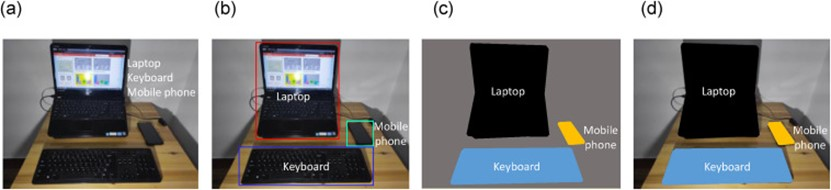 (a)
(b)
(c)
(d)
Laptop
Keyboard
Mobile phone
Laptop
Mobile
phone
Keyboard
Laptop
Mobile
phone
Keyboard
Laptop
Mobile
phone
Keyboard